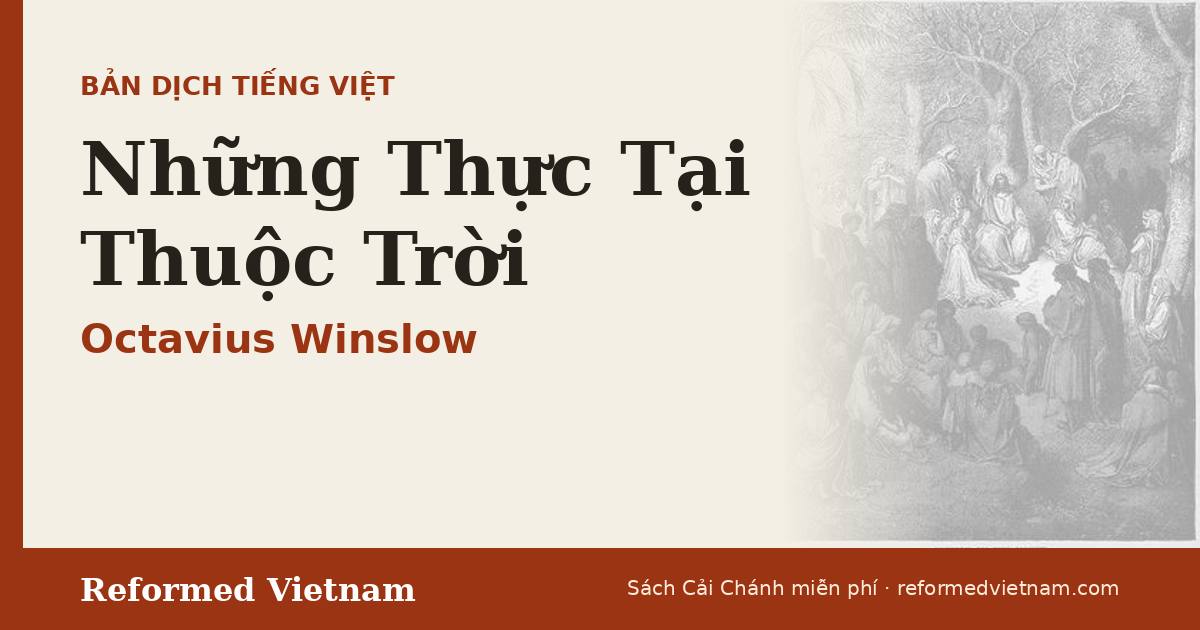 BẢN DỊCH TIẾNG VIỆT
Những Thực Tại
Thuộc Trời
Octavius Winslow
Reformed Vietnam
Sách Cải Chánh miễn phí · reformedvietnam.com